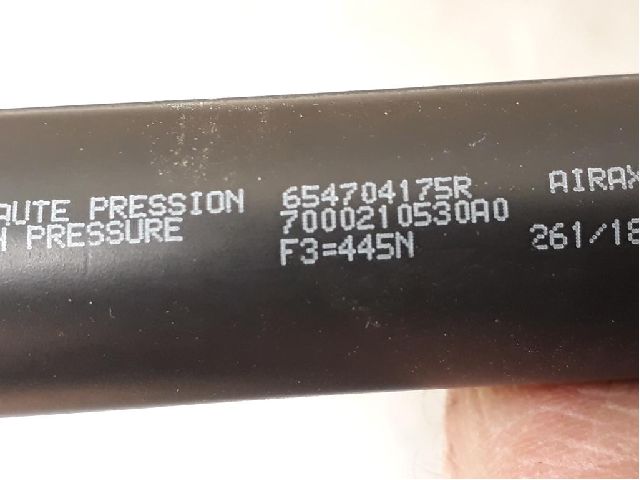 AUTE PRESSION 654704175R AIRAX
H PRESSURE 7000210530A0
F3=445N 261/18